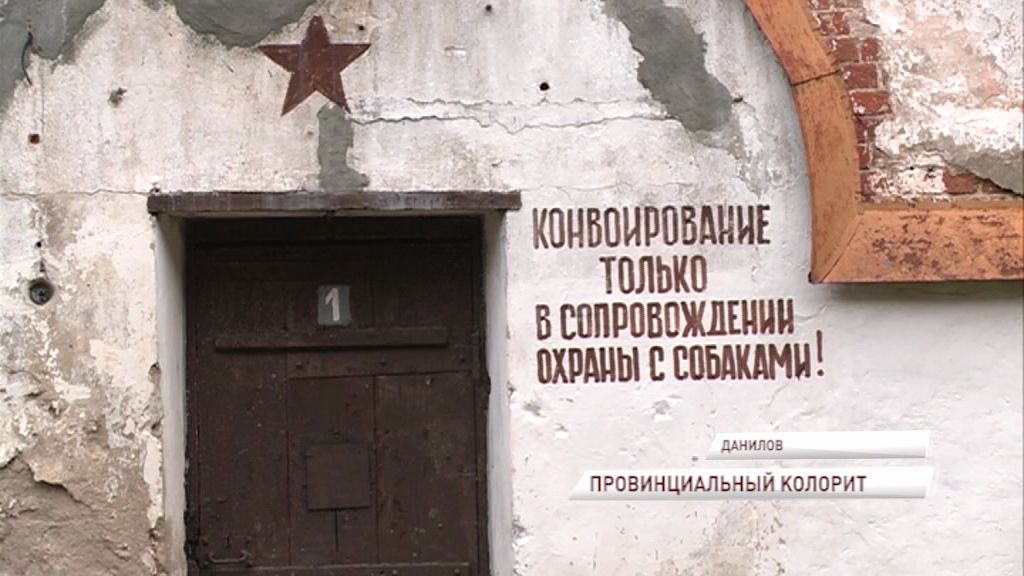 1
КОНВОИРОВАНИЕ
ТОЛЬКО
В СОПРОВОЖДЕНИИ
ОХРАНЫ С СОБАКАМИ!
ДАНИЛОВ
ПРОВИНЦИАЛЬНЫЙ КОЛОРИТ